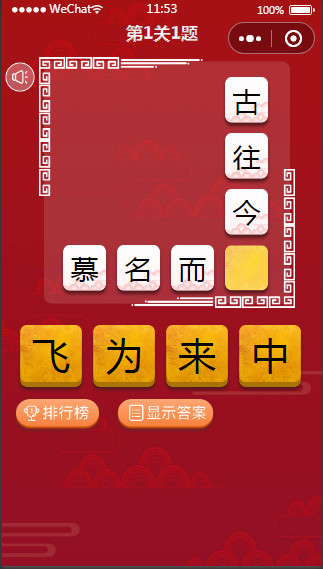 WeChat 11:53 100%
第1关1题
古
往
今
慕 名 而
飞 为 来 中
排行榜 显示答案